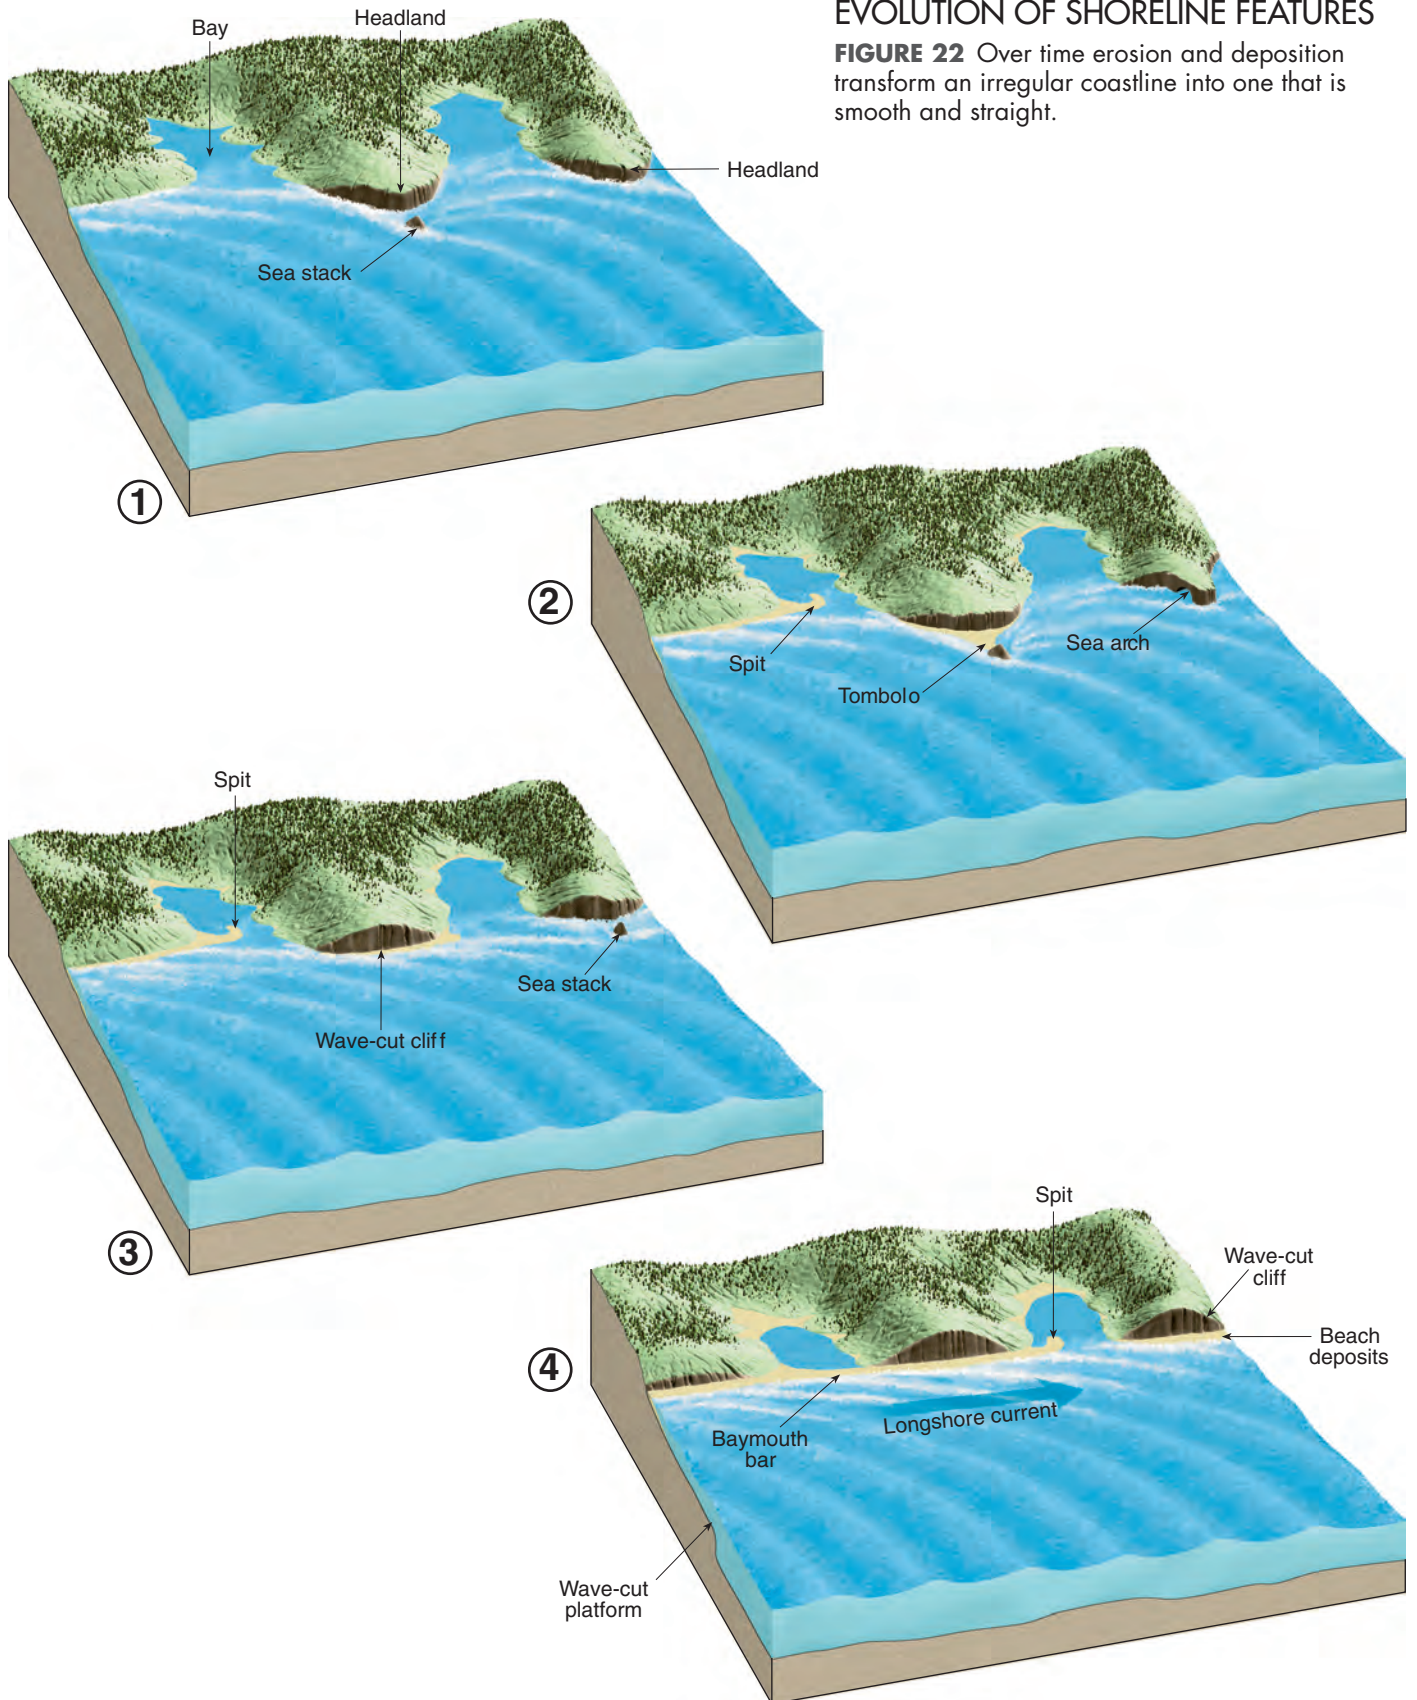 EVOLUTION OF SHORELINE FEATURES
FIGURE 22 Over time erosion and deposition
transform an irregular coastline into one that is
smooth and straight.
Bay
Headland
Headland
Sea stack
1
2
Spit
Tombolo
Sea arch
Spit
Sea stack
Wave-cut cliff
3
Spit
Wave-cut
cliff
Beach
deposits
4
Longshore current
Baymouth
bar
Wave-cut
platform